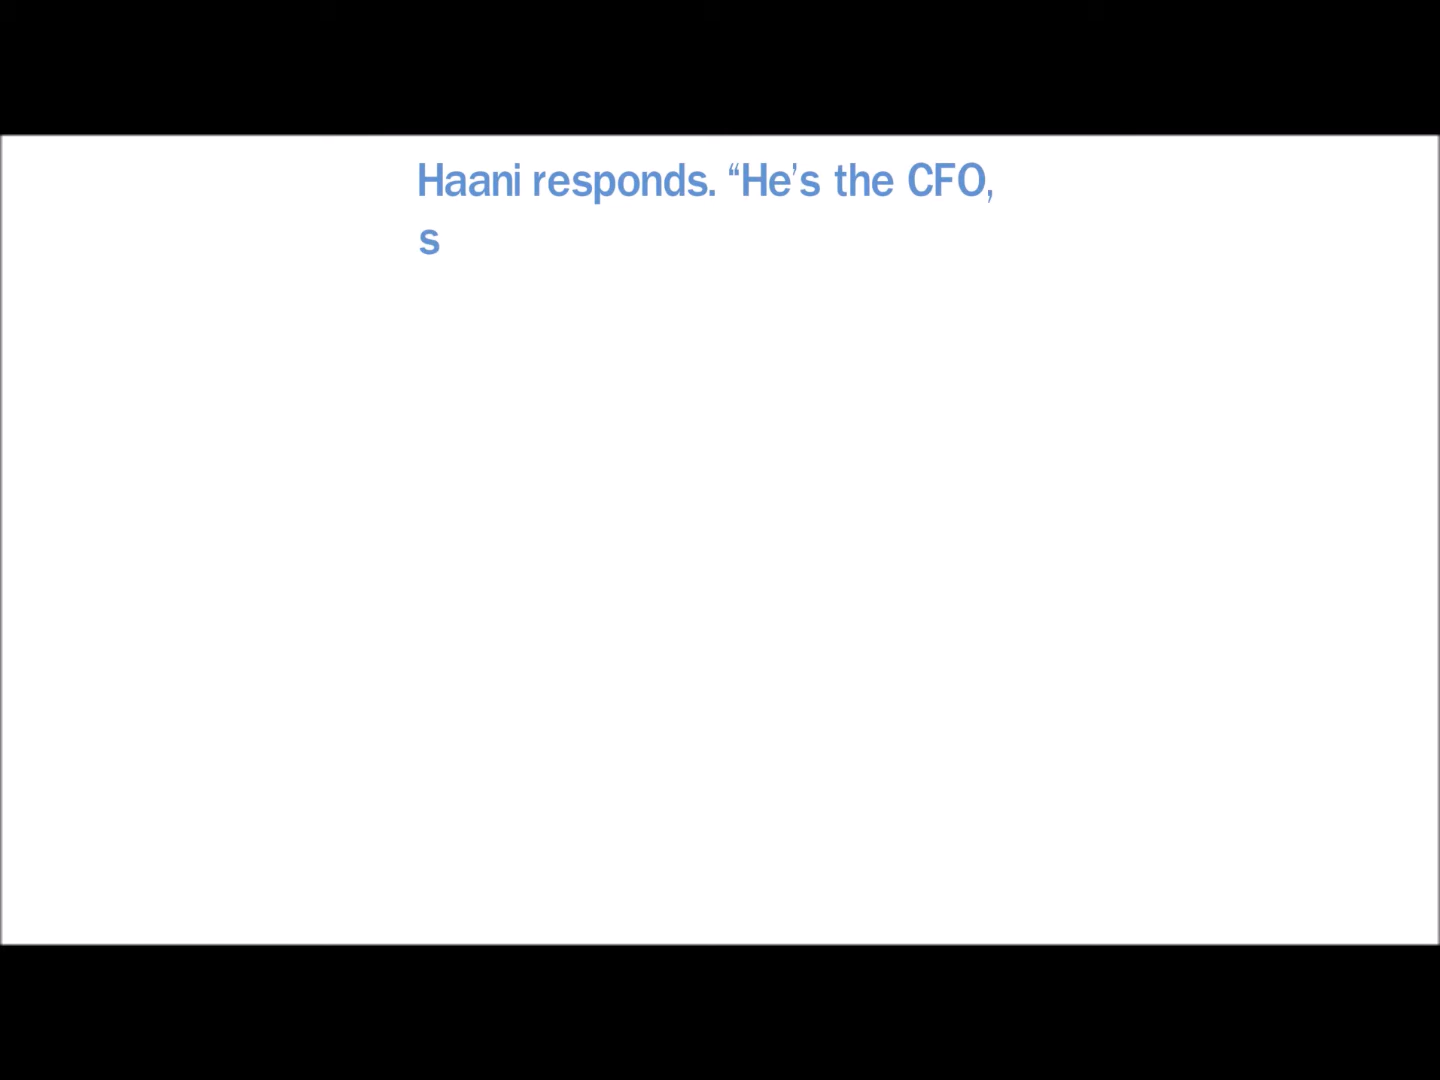 Haani responds. “He’s the CFO,
s